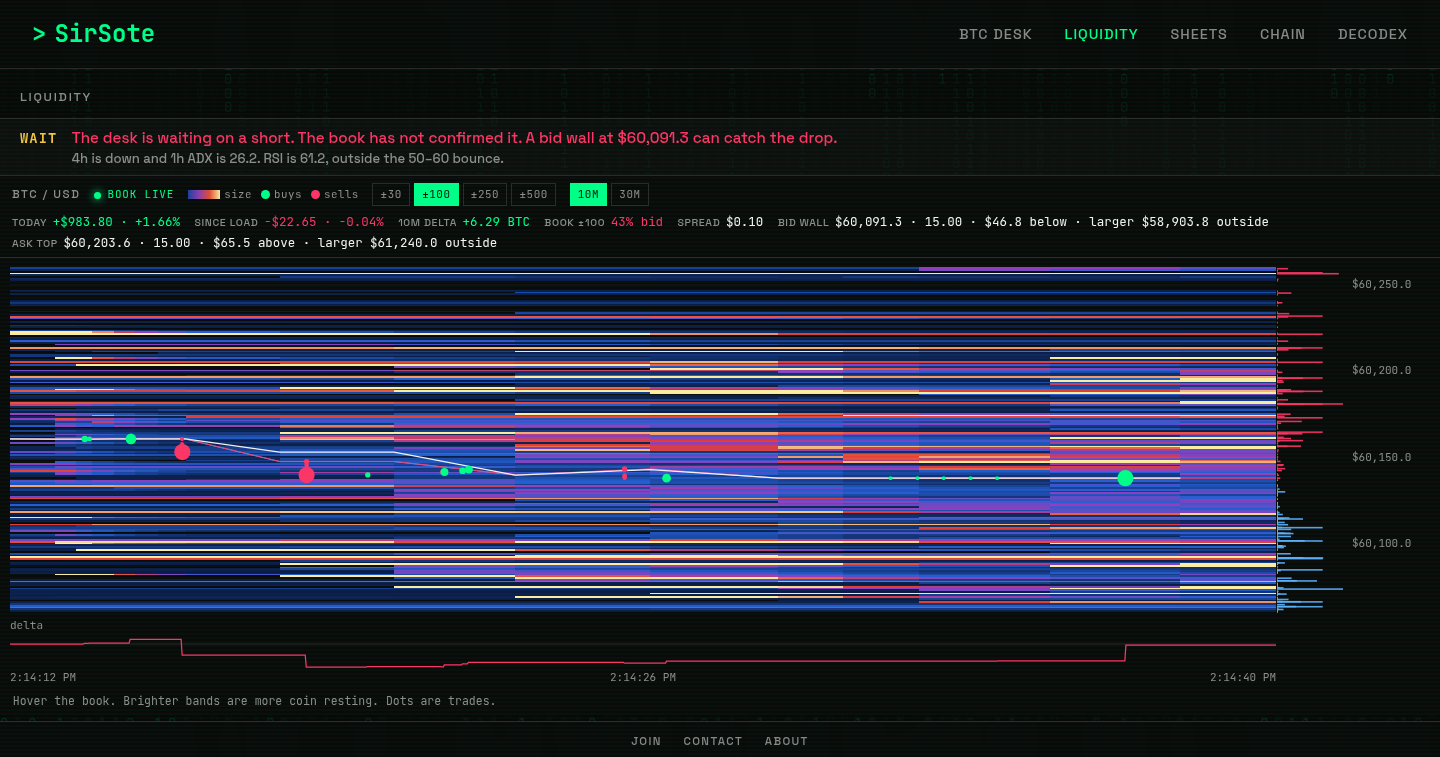 > SirSote
BTC DESK LIQUIDITY SHEETS CHAIN DECODEX
LIQUIDITY
WAIT The desk is waiting on a short. The book has not confirmed it. A bid wall at $60,091.3 can catch the drop.
4h is down and 1h ADX is 26.2. RSI is 61.2, outside the 50–60 bounce.
BTC / USD BOOK LIVE size buys sells ±30 ±100 ±250 ±500 10M 30M
TODAY +$983.80 · +1.66% SINCE LOAD -$22.65 · -0.04% 10M DELTA +6.29 BTC BOOK ±100 43% bid SPREAD $0.10 BID WALL $60,091.3 · 15.00 · $46.8 below · larger $58,903.8 outside
ASK TOP $60,203.6 · 15.00 · $65.5 above · larger $61,240.0 outside
$60,250.0
$60,200.0
$60,150.0
$60,100.0
delta
2:14:12 PM 2:14:26 PM 2:14:40 PM
Hover the book. Brighter bands are more coin resting. Dots are trades.
JOIN CONTACT ABOUT